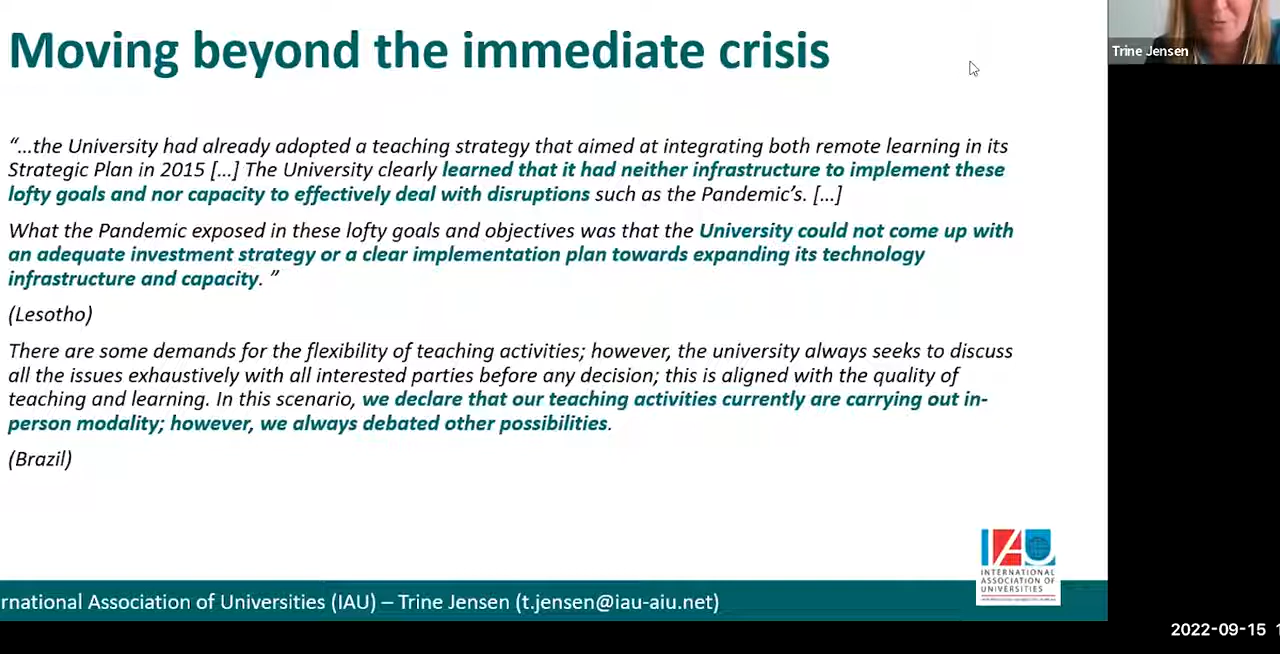 Moving beyond the immediate crisis
Trine Jensen
“...the University had already adopted a teaching strategy that aimed at integrating both remote learning in its
Strategic Plan in 2015 [...] The University clearly learned that it had neither infrastructure to implement these
lofty goals and nor capacity to effectively deal with disruptions such as the Pandemic’s. [...]
What the Pandemic exposed in these lofty goals and objectives was that the University could not come up with
an adequate investment strategy or a clear implementation plan towards expanding its technology
infrastructure and capacity. ”
(Lesotho)
There are some demands for the flexibility of teaching activities; however, the university always seeks to discuss
all the issues exhaustively with all interested parties before any decision; this is aligned with the quality of
teaching and learning. In this scenario, we declare that our teaching activities currently are carrying out in-
person modality; however, we always debated other possibilities.
(Brazil)
IAU
INTERNATIONAL
ASSOCIATION OF
UNIVERSITIES
rnational Association of Universities (IAU) – Trine Jensen (t.jensen@iau-aiu.net)
2022-09-15 1